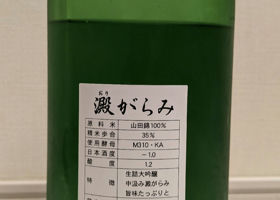 おり
澱がらみ
原料米 山田錦100%
精米歩合 35%
使用酵母 M310・KA
日本酒度 -1.0
酸度 1.2
特徴 生詰大吟醸
中汲み澱がらみ
旨味たっぷりと